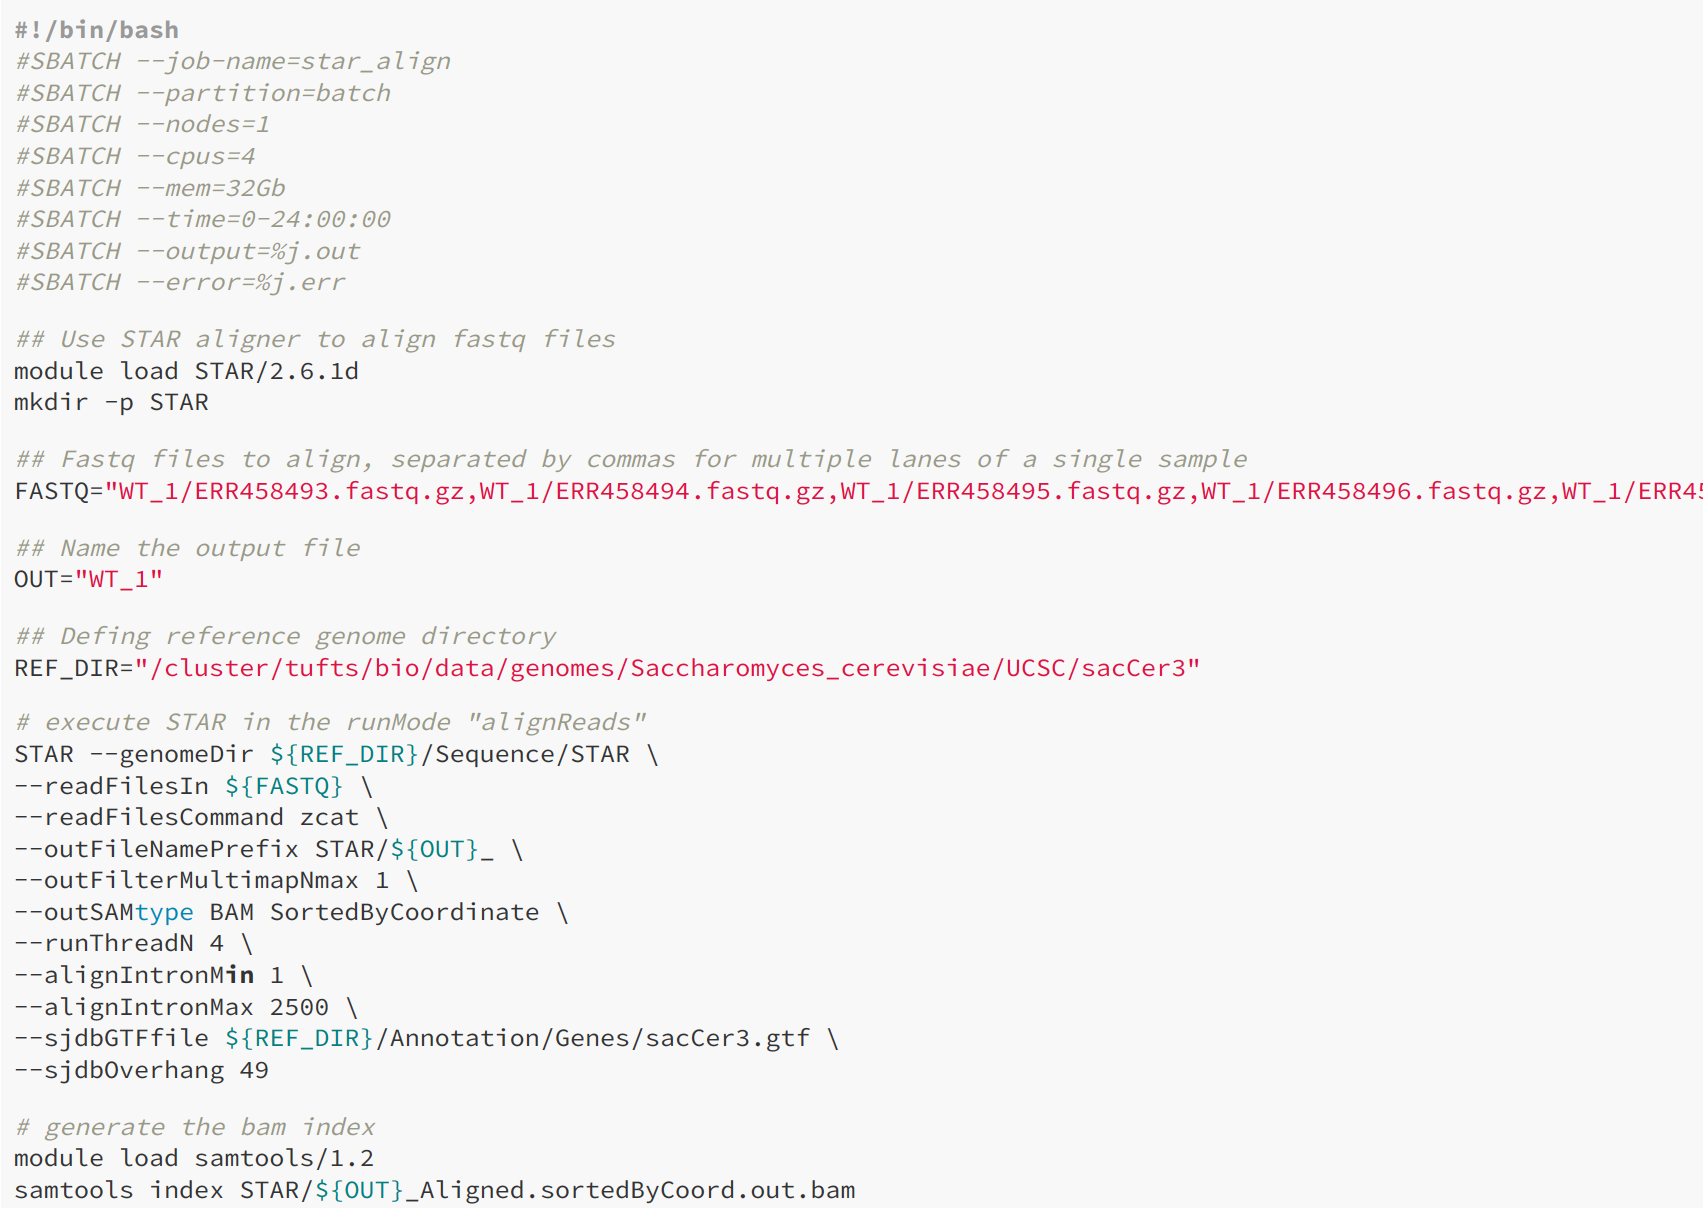 #!/bin/bash
#SBATCH --job-name=star_align
#SBATCH --partition=batch
#SBATCH --nodes=1
#SBATCH --cpus=4
#SBATCH --mem=32Gb
#SBATCH --time=0-24:00:00
#SBATCH --output=%j.out
#SBATCH --error=%j.err
## Use STAR aligner to align fastq files
module load STAR/2.6.1d
mkdir -p STAR
## Fastq files to align, separated by commas for multiple lanes of a single sample
FASTQ="WT_1/ERR458493.fastq.gz,WT_1/ERR458494.fastq.gz,WT_1/ERR458495.fastq.gz,WT_1/ERR458496.fastq.gz,WT_1/ERR45
## Name the output file
OUT="WT_1"
## Defing reference genome directory
REF_DIR="/cluster/tufts/bio/data/genomes/Saccharomyces_cerevisiae/UCSC/sacCer3"
# execute STAR in the runMode "alignReads"
STAR --genomeDir ${REF_DIR}/Sequence/STAR \
--readFilesIn ${FASTQ} \
--readFilesCommand zcat \
--outFileNamePrefix STAR/${OUT}_ \
--outFilterMultimapNmax 1 \
--outSAMtype BAM SortedByCoordinate \
--runThreadN 4 \
--alignIntronMin 1 \
--alignIntronMax 2500 \
--sjdbGTFfile ${REF_DIR}/Annotation/Genes/sacCer3.gtf \
--sjdbOverhang 49
# generate the bam index
module load samtools/1.2
samtools index STAR/${OUT}_Aligned.sortedByCoord.out.bam